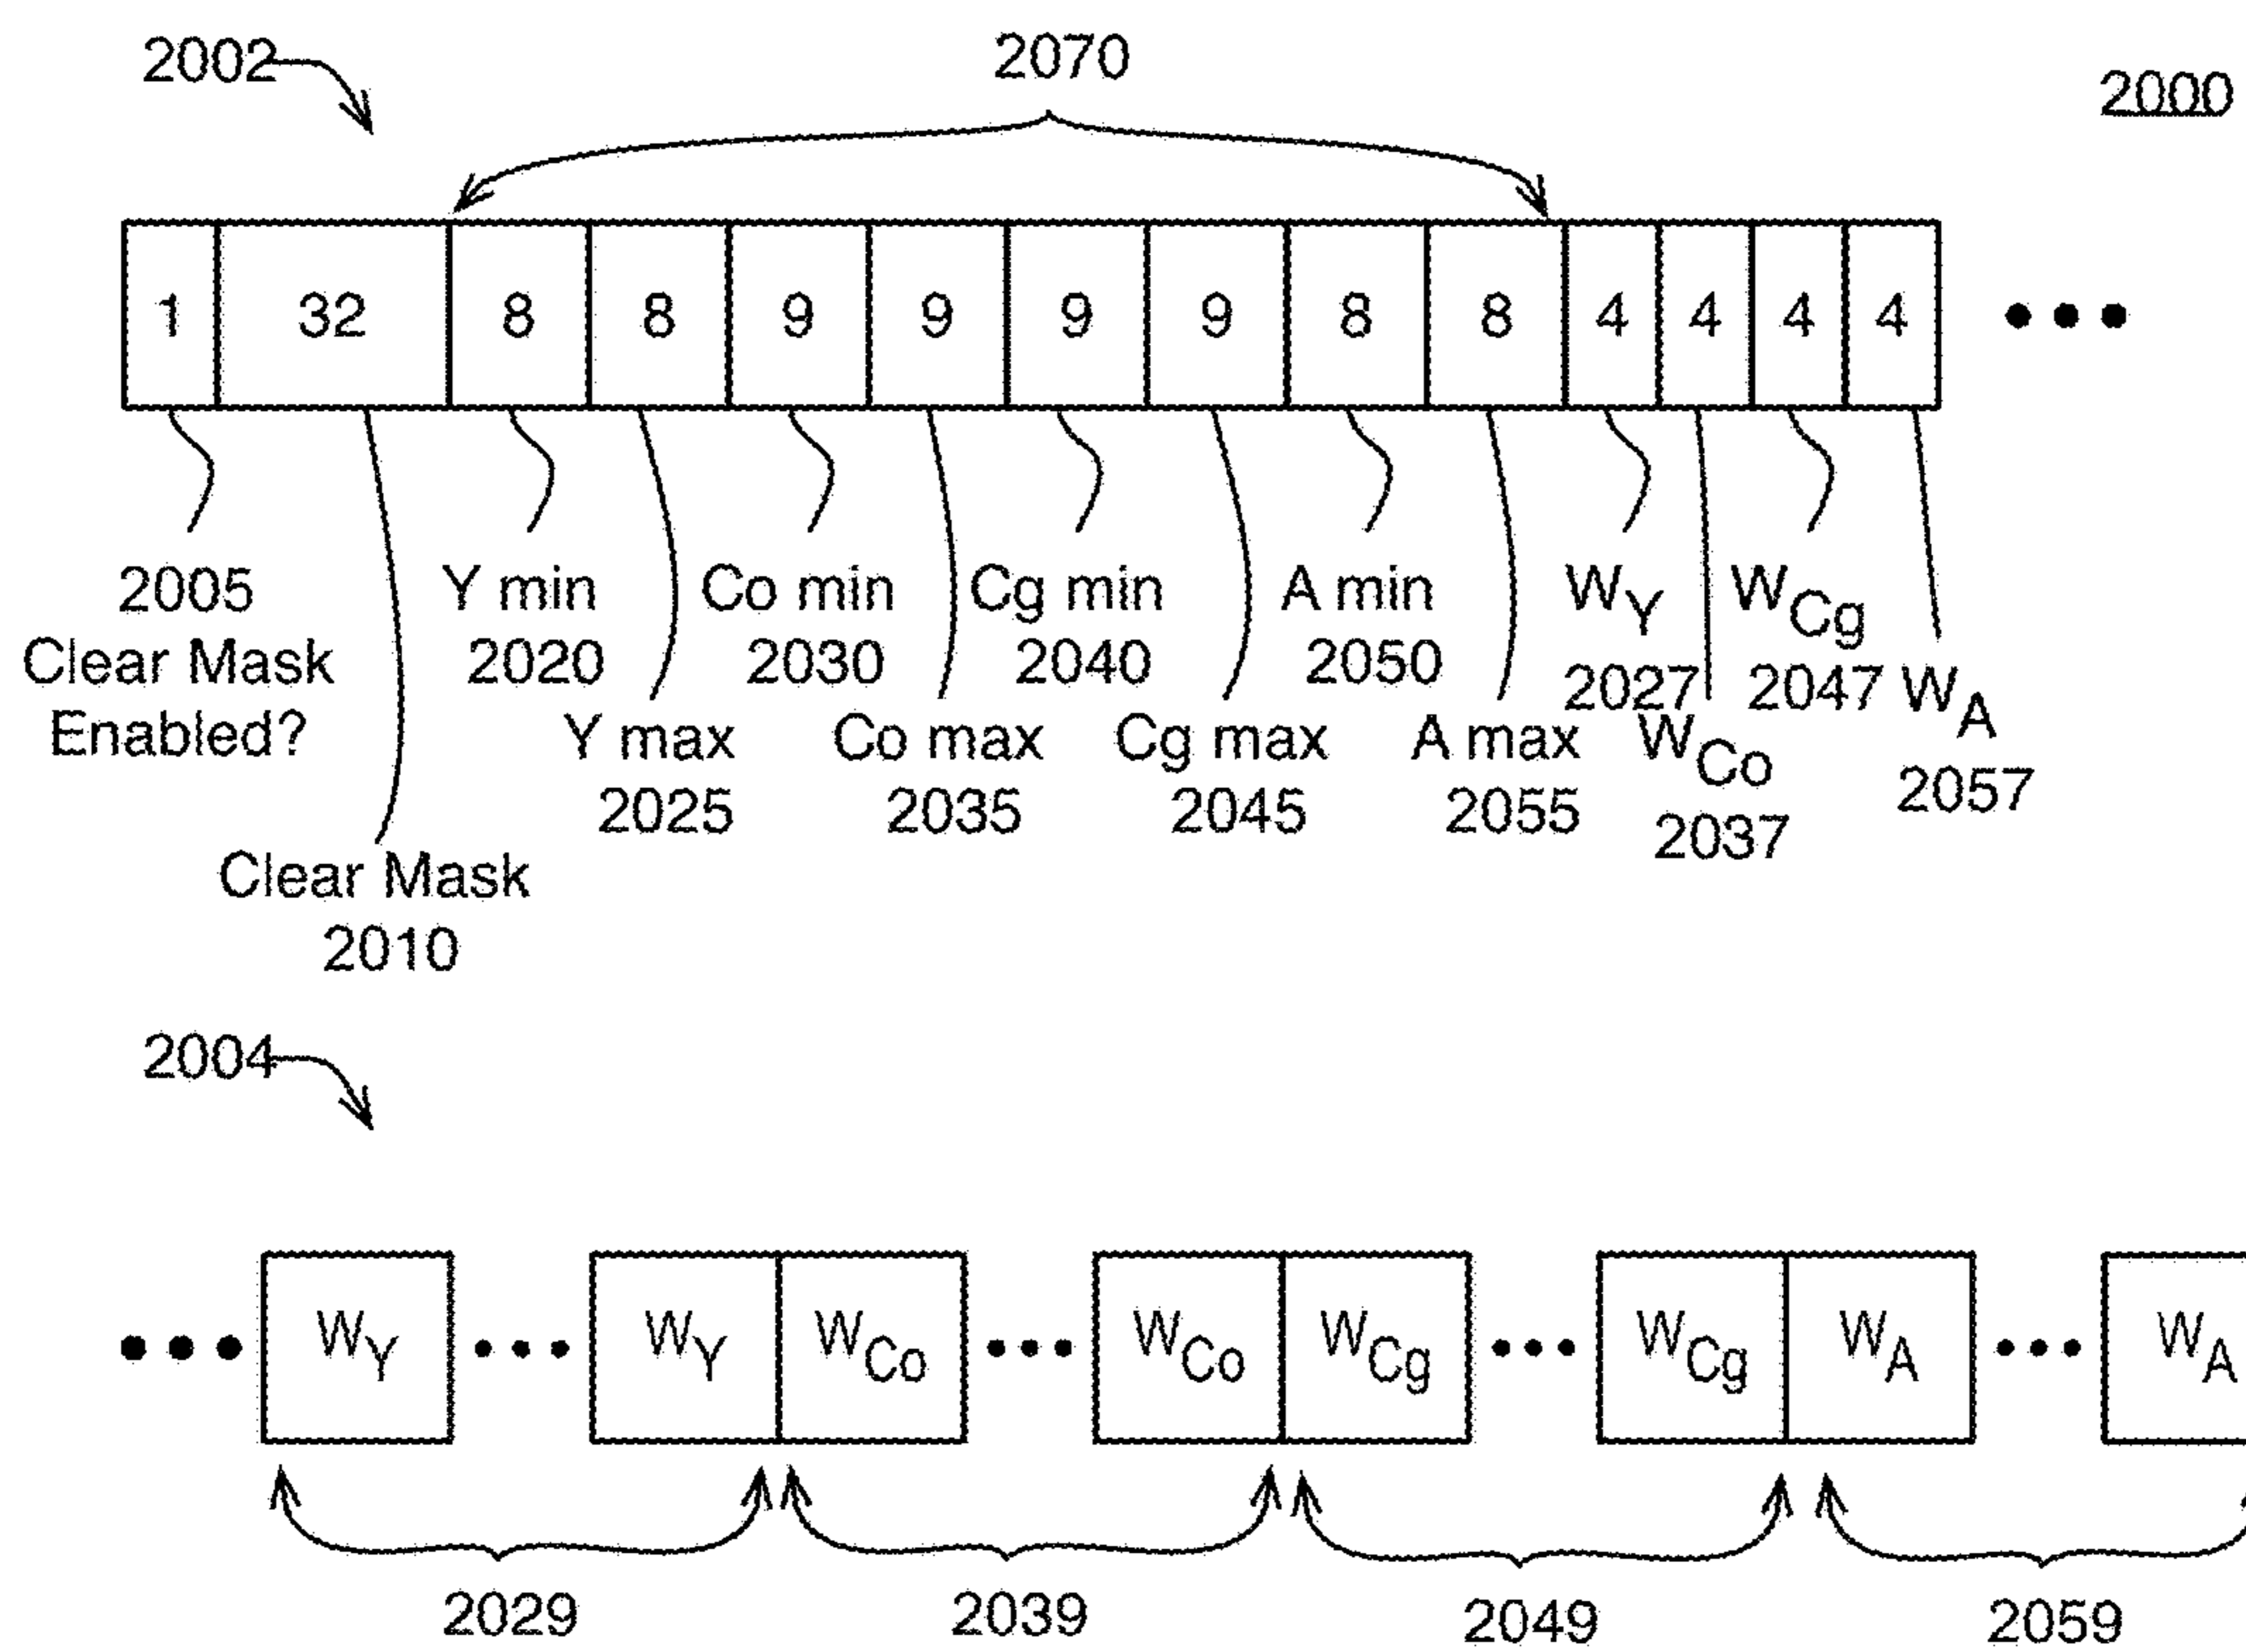 2002
2070
2000
1 32 8 8 9 9 9 9 8 8 4 4 4 4
2005
Clear Mask
Enabled?
Clear Mask
2010
Y min
2020
Y max
2025
Co min
2030
Co max
2035
Cg min
2040
Cg max
2045
A min
2050
A max
2055
WY
2027
WCo
2037
WCg
2047
WA
2057
2004
WY WY WCo WCo WCg WCg WA WA
2029 2039 2049 2059